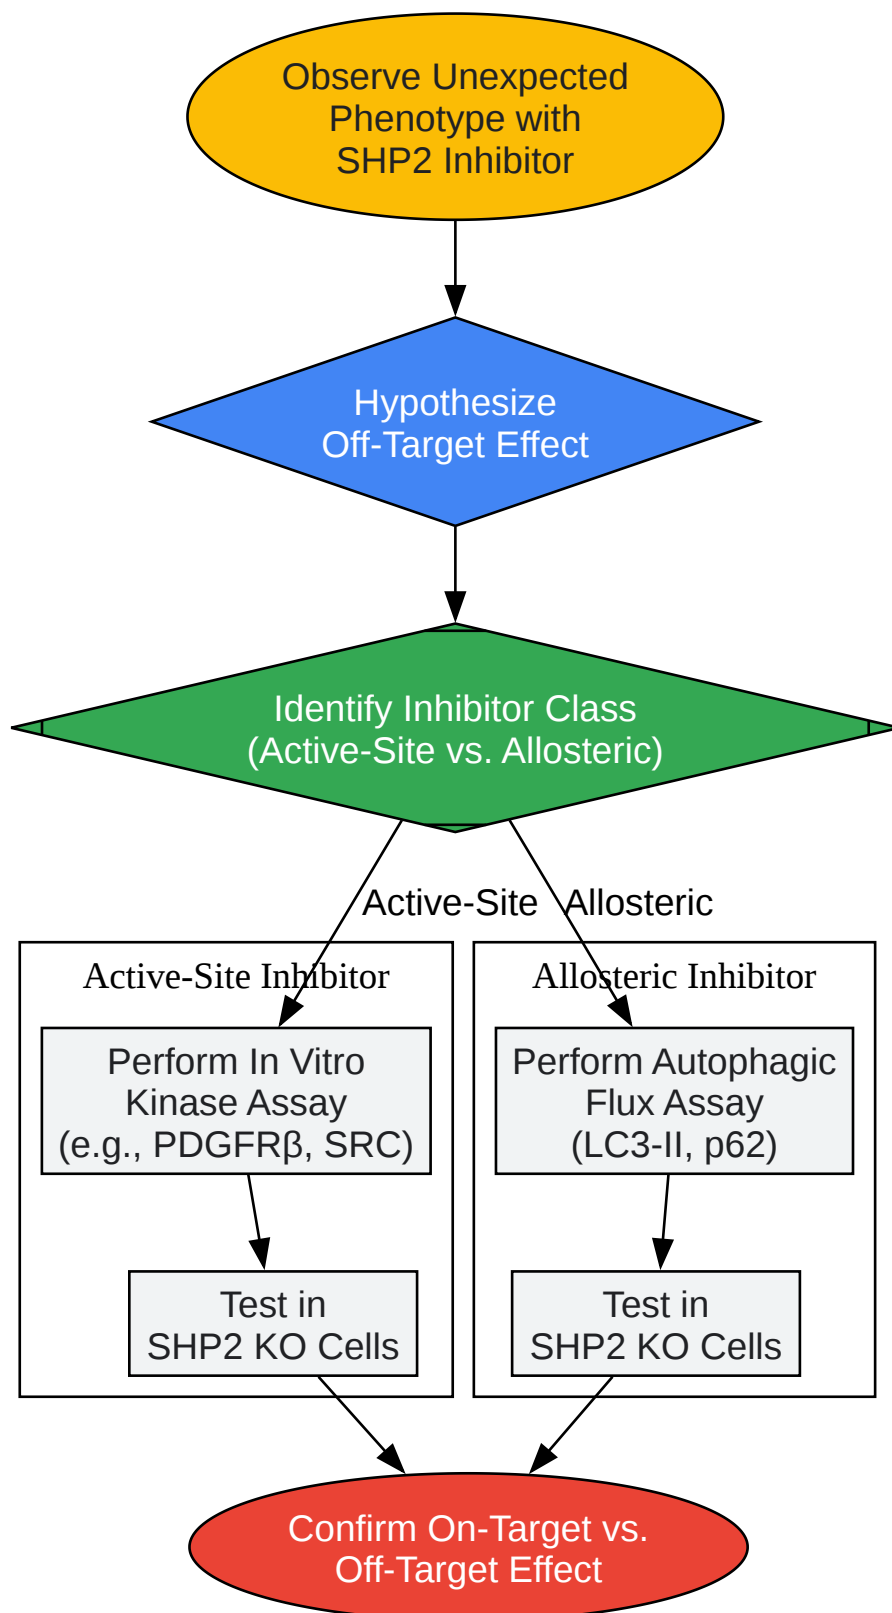 Observe Unexpected
Phenotype with
SHP2 Inhibitor
Hypothesize
Off-Target Effect
Identify Inhibitor Class
(Active-Site vs. Allosteric)
Active-Site
Allosteric
Active-Site Inhibitor
Perform In Vitro
Kinase Assay
(e.g., PDGFRβ, SRC)
Test in
SHP2 KO Cells
Allosteric Inhibitor
Perform Autophagic
Flux Assay
(LC3-II, p62)
Test in
SHP2 KO Cells
Confirm On-Target vs.
Off-Target Effect